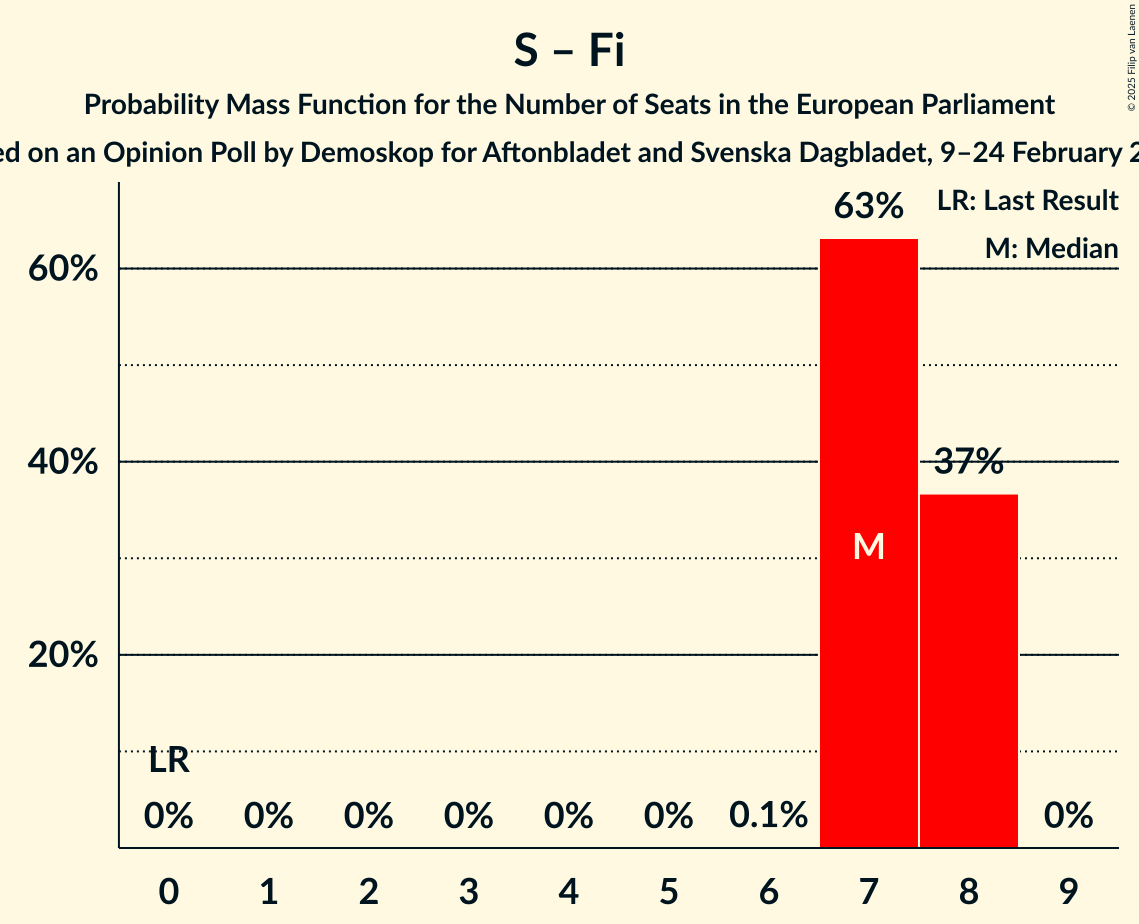 S – Fi
Probability Mass Function for the Number of Seats in the European Parliament
on an Opinion Poll by Demoskop for Aftonbladet and Svenska Dagbladet, 9–24 February
© 2025 Filip van Laenen
LR: Last Result
M: Median
63%
60%
40%
37%
M
20%
LR
0% 0% 0% 0% 0% 0% 0.1% 0%
0 1 2 3 4 5 6 7 8 9